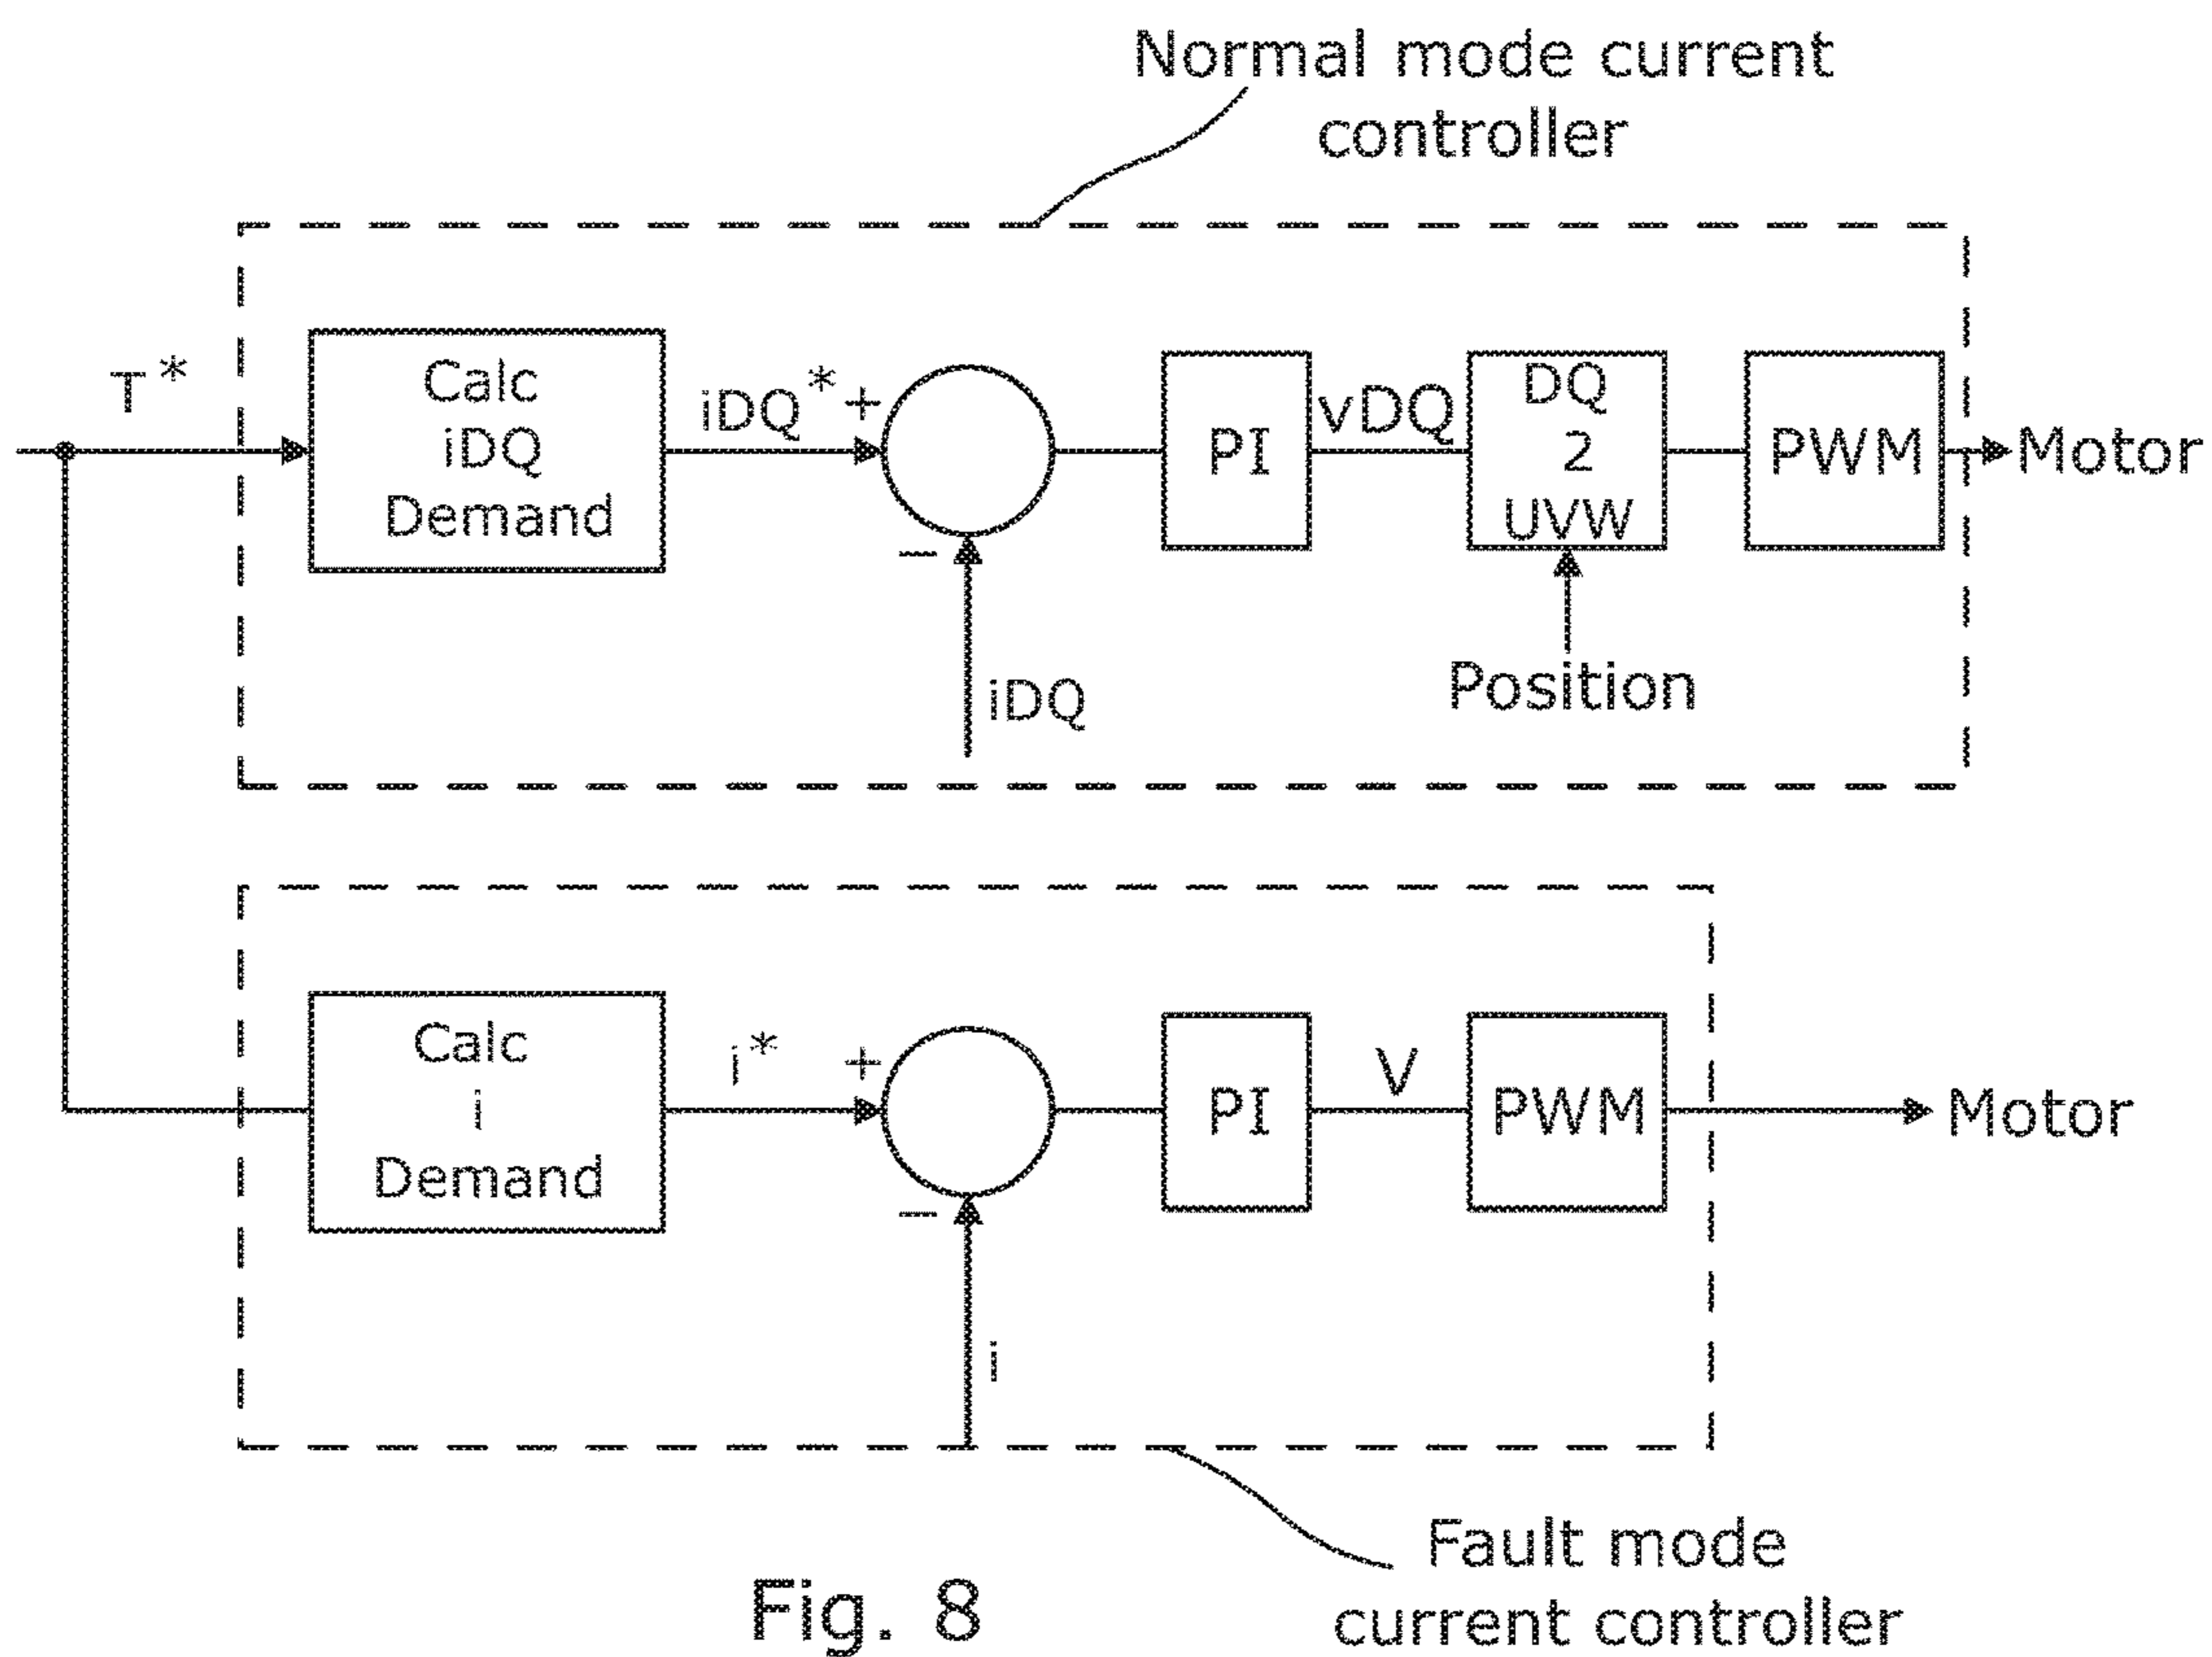 Normal mode current
controller
T*
Calc
iDQ
Demand
iDQ*
+
−
iDQ
PI
vDQ
DQ
2
UVW
Position
PWM
Motor
Calc
i
Demand
i*
+
−
i
PI
V
PWM
Motor
Fault mode
current controller
Fig. 8